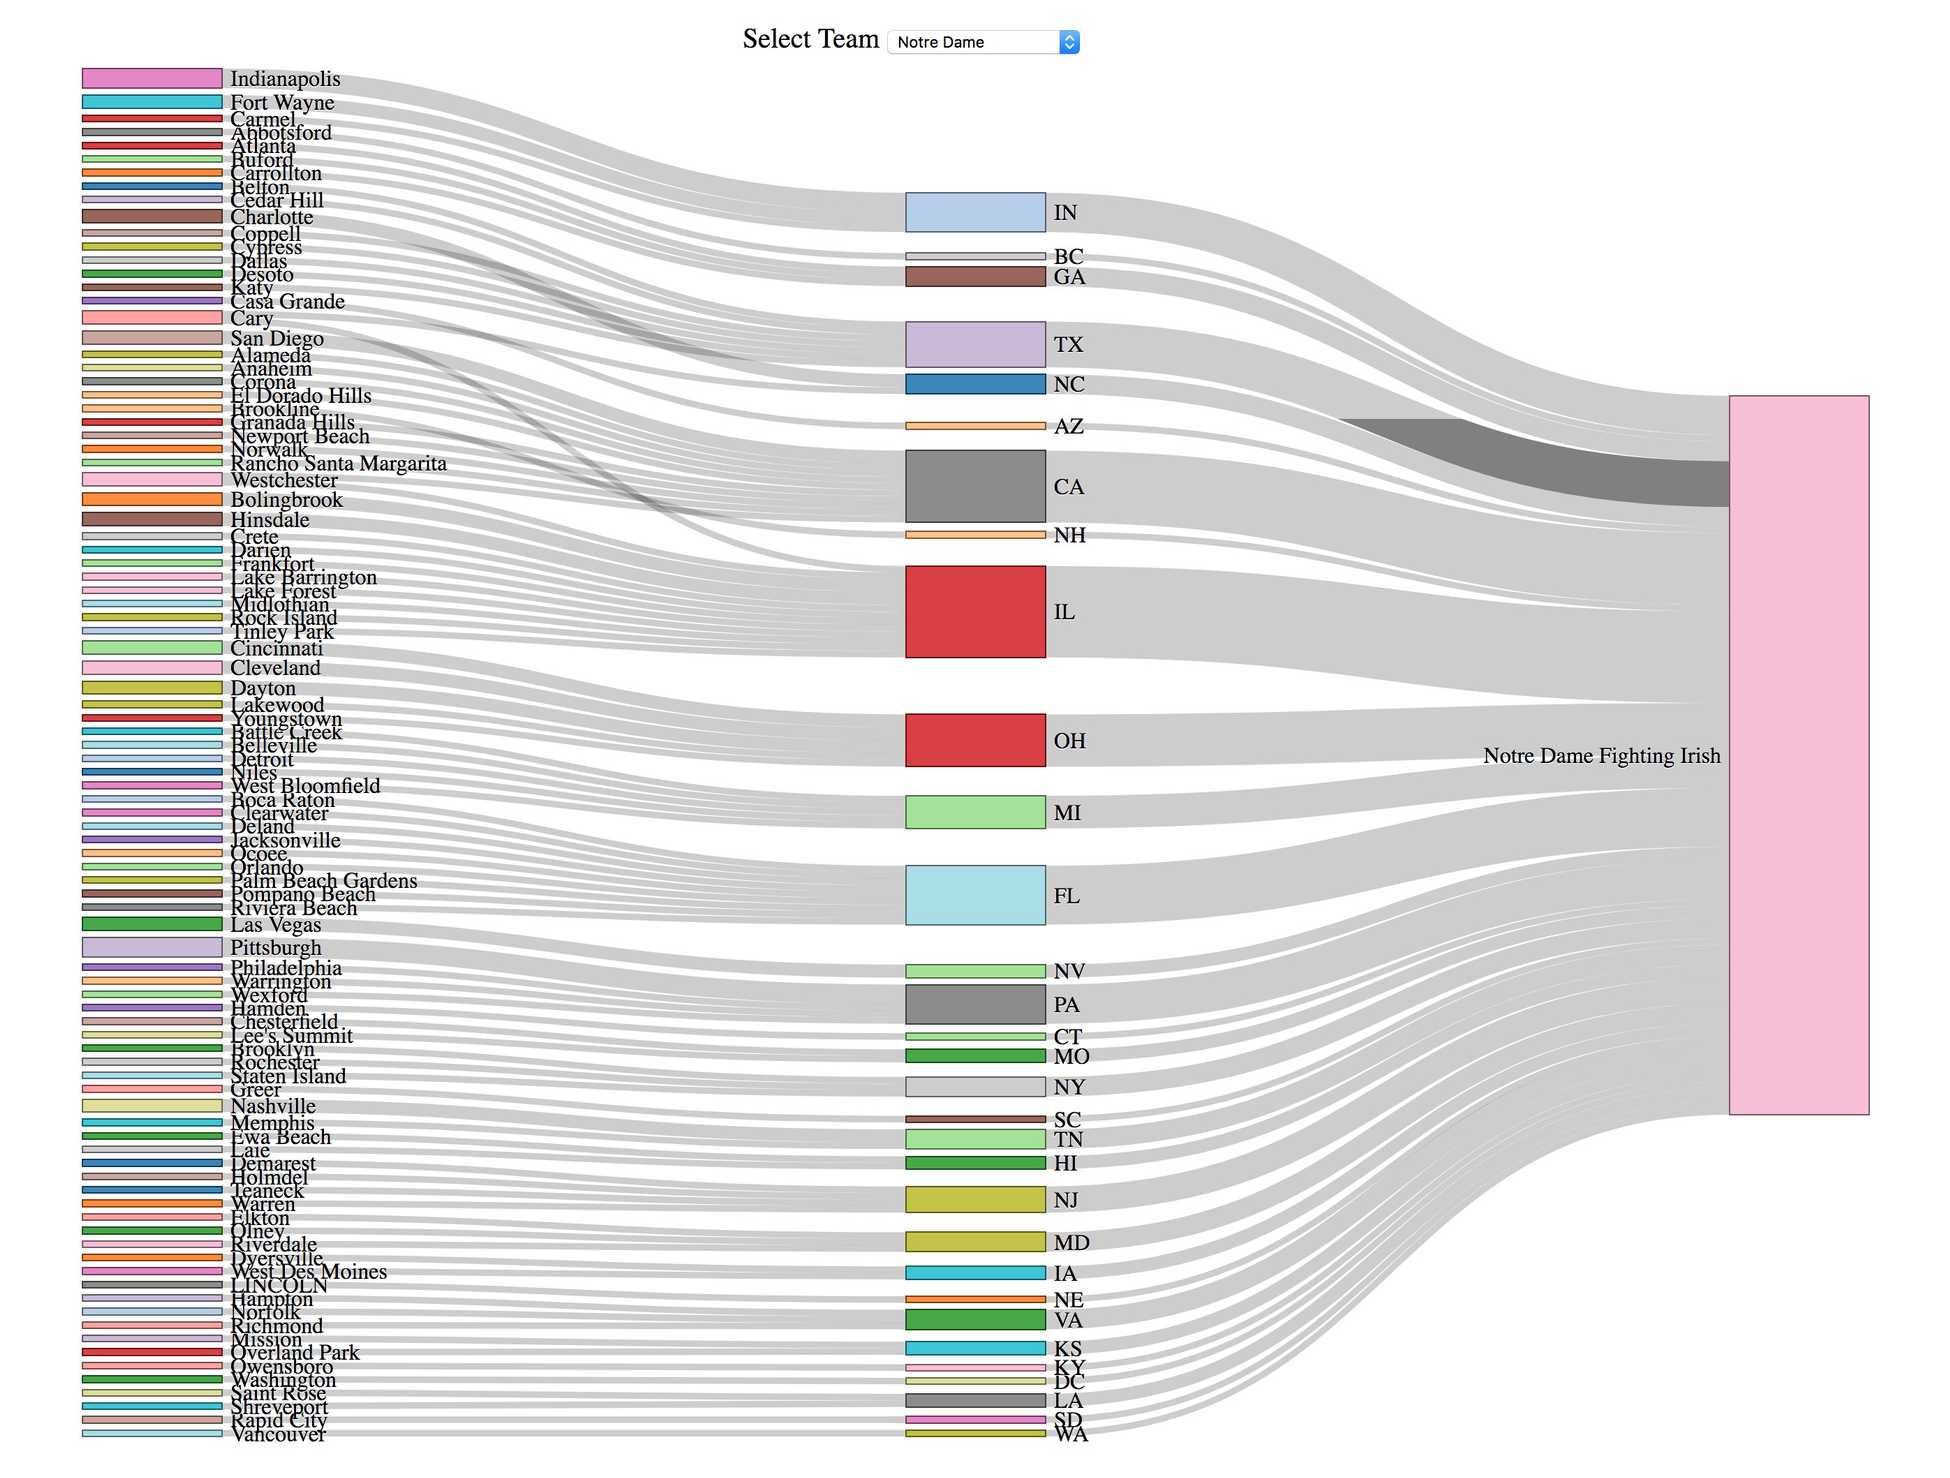 Select Team Notre Dame
Indianapolis
Fort Wayne
Carmel
Abbotsford
Atlanta
Buford
Carrollton
Belton
Cedar Hill
Charlotte
Coppell
Cypress
Dallas
Desoto
Katy
Casa Grande
Cary
San Diego
Alameda
Anaheim
Corona
El Dorado Hills
Brookline
Granada Hills
Newport Beach
Norwalk
Rancho Santa Margarita
Westchester
Bolingbrook
Hinsdale
Crete
Darien
Frankfort
Lake Barrington
Lake Forest
Midlothian
Rock Island
Tinley Park
Cincinnati
Cleveland
Dayton
Lakewood
Youngstown
Battle Creek
Belleville
Detroit
Niles
West Bloomfield
Boca Raton
Clearwater
Deland
Jacksonville
Ocoee
Orlando
Palm Beach Gardens
Pompano Beach
Riviera Beach
Las Vegas
Pittsburgh
Philadelphia
Warrington
Wexford
Hamden
Chesterfield
Lee's Summit
Brooklyn
Rochester
Staten Island
Greer
Nashville
Memphis
Ewa Beach
Laie
Demarest
Holmdel
Teaneck
Warren
Elkton
Olney
Riverdale
Dyersville
West Des Moines
LINCOLN
Hampton
Norfolk
Richmond
Mission
Overland Park
Owensboro
Washington
Saint Rose
Shreveport
Rapid City
Vancouver
IN
BC
GA
TX
NC
AZ
CA
NH
IL
OH
MI
FL
NV
PA
CT
MO
NY
SC
TN
HI
NJ
MD
IA
NE
VA
KS
KY
DC
LA
SD
WA
Notre Dame Fighting Irish